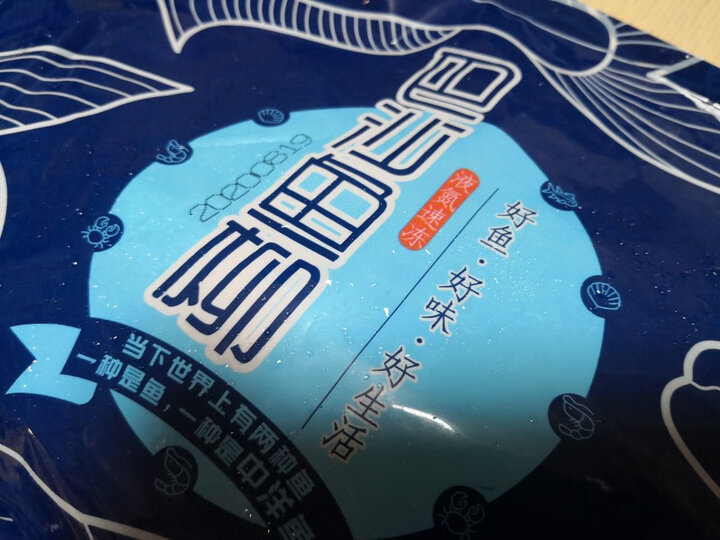 20200819
液氮速冻
好鱼·好味·好生活
当下世界上有两种鱼
一种是鱼，一种是中洋鱼